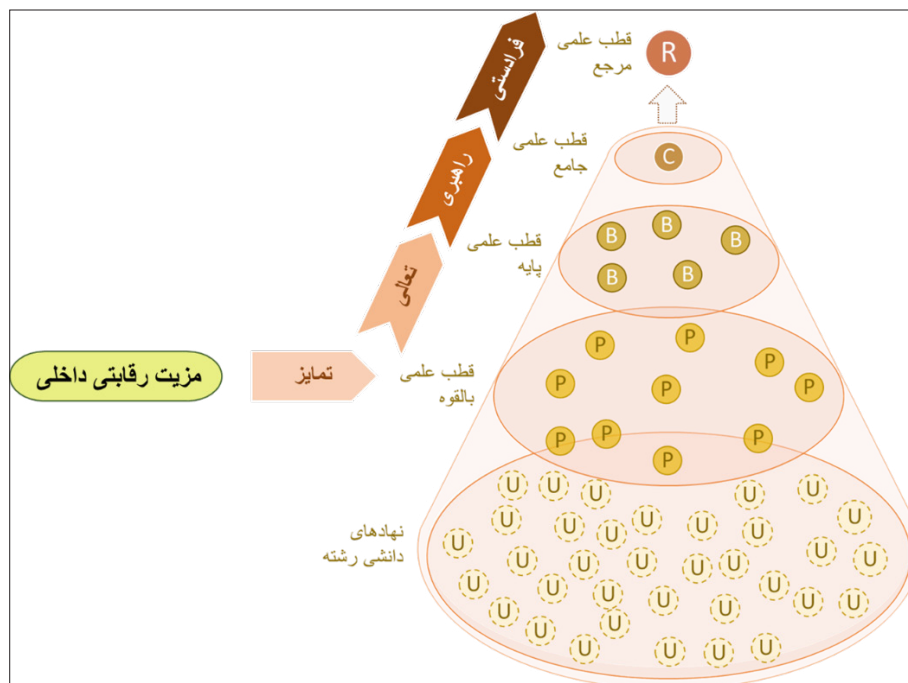 فرادستی
قطب علمی
مرجع
R
راهبری
قطب علمی
جامع
C
تعالی
قطب علمی
پایه
B B B
B B
مزیت رقابتی داخلی
تمایز
قطب علمی
بالقوه
P P
P P P P
P P P P
نهادهای
دانشی رشته
U U U U U
U U U U U U U
U U U U U U U U
U U U U U U U U
U U U U U U U